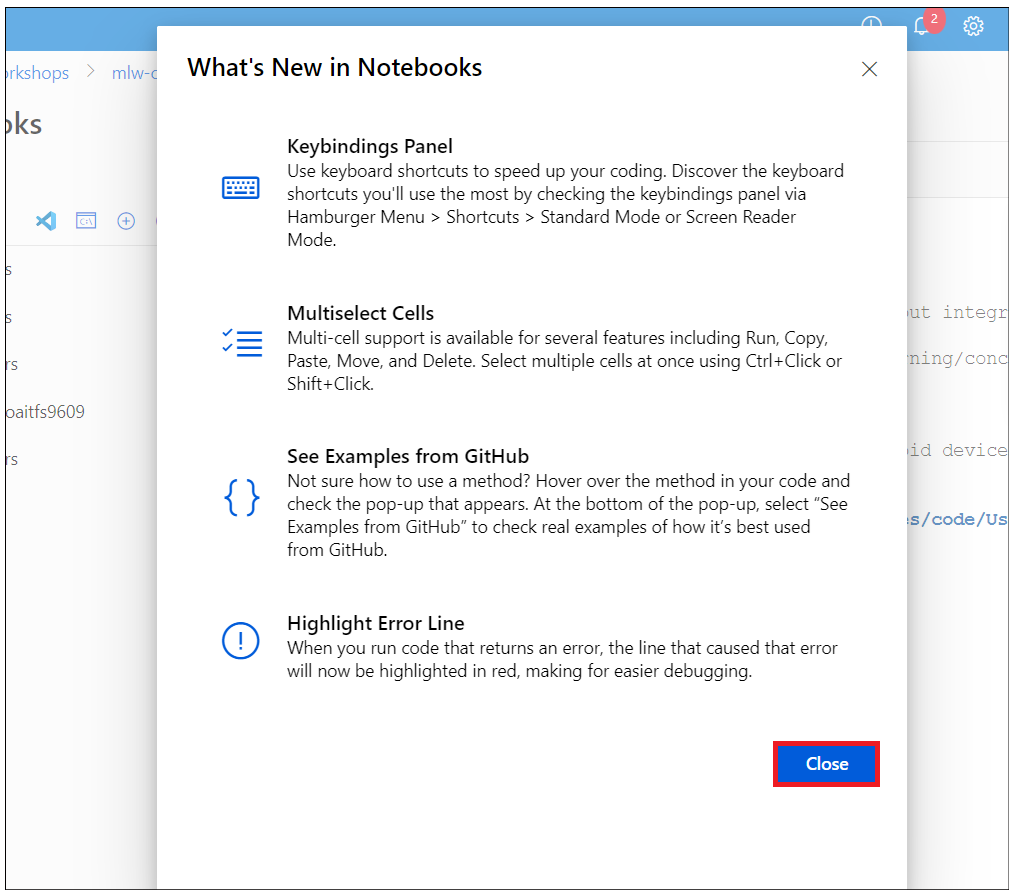 2
What's New in Notebooks
orkshops > mlw-c
oks
Keybindings Panel
Use keyboard shortcuts to speed up your coding. Discover the keyboard
shortcuts you'll use the most by checking the keybindings panel via
Hamburger Menu > Shortcuts > Standard Mode or Screen Reader
Mode.
C:\
s
s
rs
oaitfs9609
rs
Multiselect Cells
Multi-cell support is available for several features including Run, Copy,
Paste, Move, and Delete. Select multiple cells at once using Ctrl+Click or
Shift+Click.
See Examples from GitHub
Not sure how to use a method? Hover over the method in your code and
check the pop-up that appears. At the bottom of the pop-up, select “See
Examples from GitHub” to check real examples of how it’s best used
from GitHub.
Highlight Error Line
When you run code that returns an error, the line that caused that error
will now be highlighted in red, making for easier debugging.
Close
out integr
rning/conc
oid device
es/code/Us